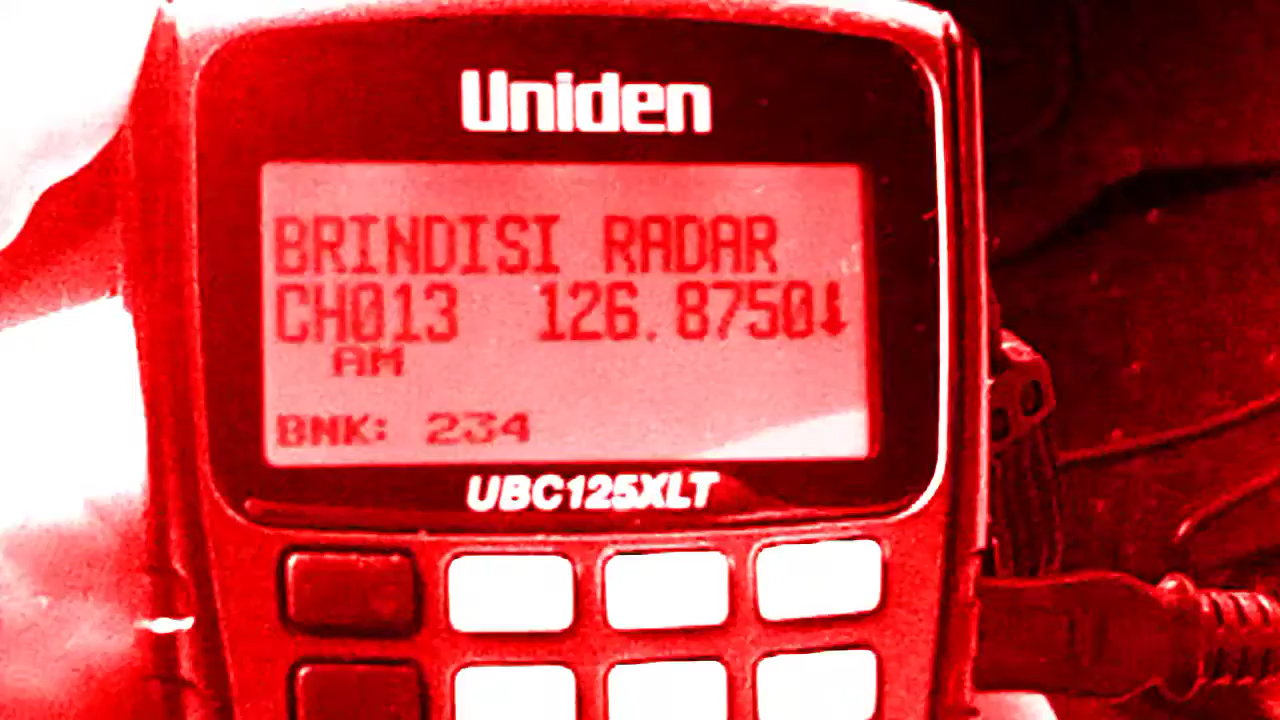 Uniden
BRINDISI RADAR
CH013 126.8750↓
AM
BNK: 234
UBC125XLT